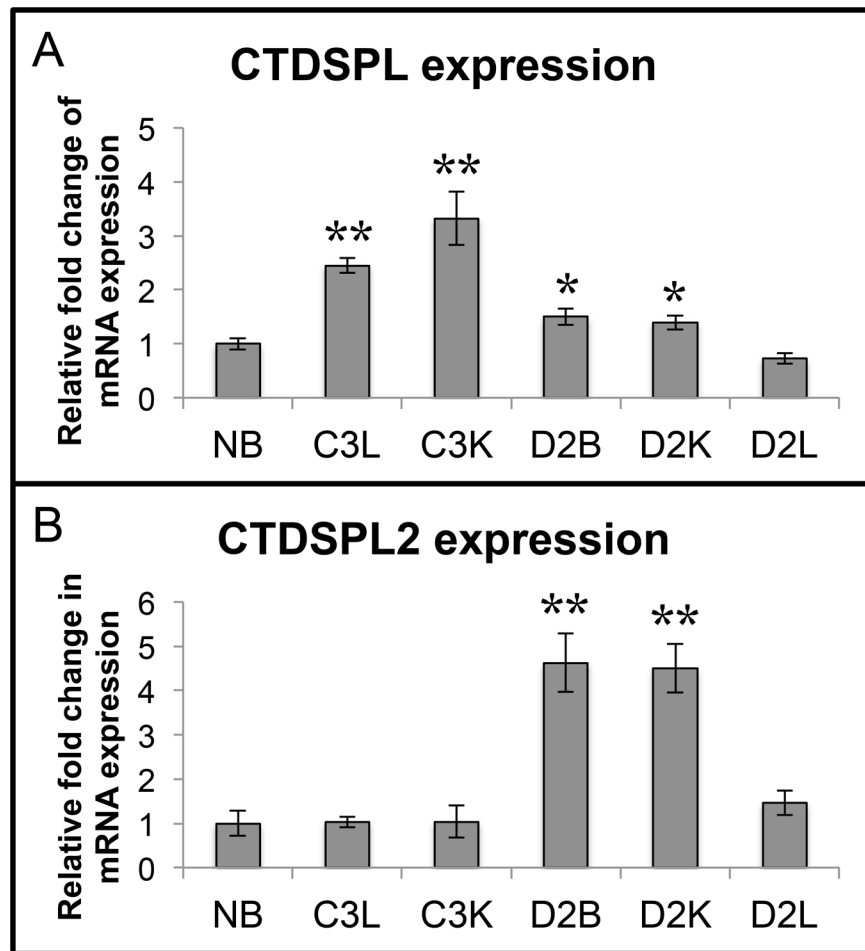 A
CTDSPL expression
Relative fold change of
mRNA expression
5
4
3
2
1
0
**
**
*
*
NB C3L C3K D2B D2K D2L
B
CTDSPL2 expression
Relative fold change in
mRNA expression
6
5
4
3
2
1
0
**
**
NB C3L C3K D2B D2K D2L